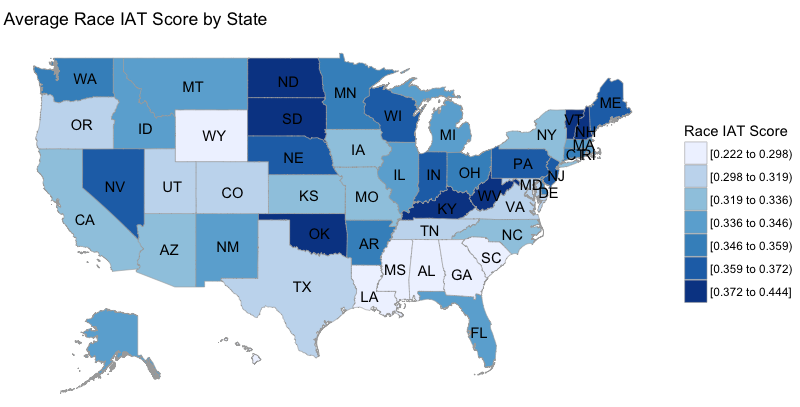 Average Race IAT Score by State
WA
MT
ND
MN
ME
OR
ID
SD
WI
VT
NH
WY
MI
NY
MA
CT
RI
NE
IA
PA
NJ
NV
UT
CO
IL
IN
OH
MD
DE
KS
MO
WV
VA
CA
KY
AZ
NM
OK
AR
TN
NC
MS
AL
GA
SC
TX
LA
FL
Race IAT Score
[0.222 to 0.298)
[0.298 to 0.319)
[0.319 to 0.336)
[0.336 to 0.346)
[0.346 to 0.359)
[0.359 to 0.372)
[0.372 to 0.444]